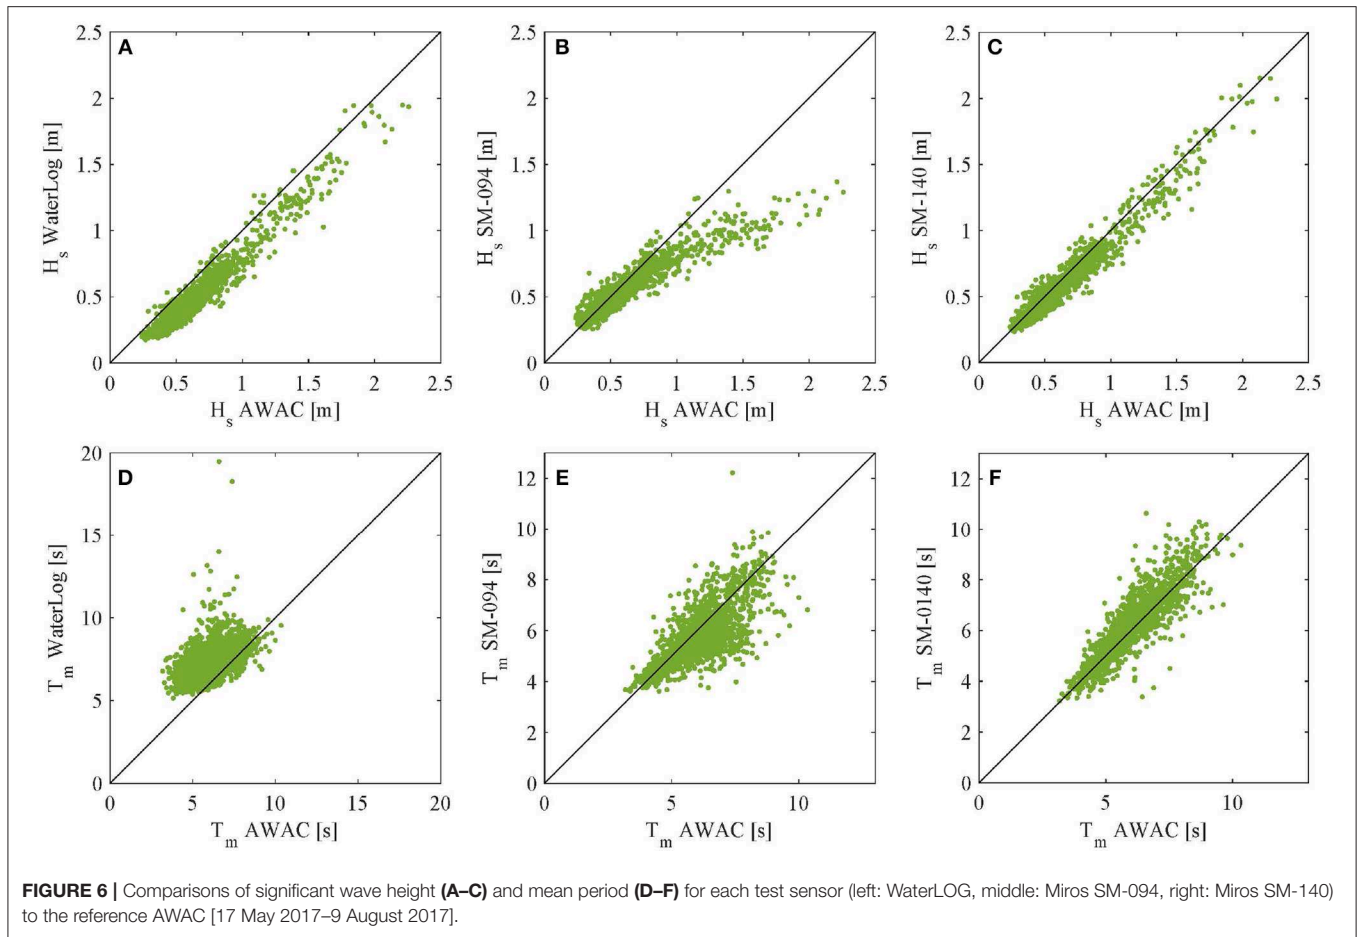 A
2.5
2
1.5
1
0.5
0
H_s WaterLog [m]
0 0.5 1 1.5 2 2.5
H_s AWAC [m]
B
2.5
2
1.5
1
0.5
0
H_s SM-094 [m]
0 0.5 1 1.5 2 2.5
H_s AWAC [m]
C
2.5
2
1.5
1
0.5
0
H_s SM-140 [m]
0 0.5 1 1.5 2 2.5
H_s AWAC [m]
D
20
15
10
5
0
T_m WaterLog [s]
0 5 10 15 20
T_m AWAC [s]
E
12
10
8
6
4
2
0
T_m SM-094 [s]
0 5 10
T_m AWAC [s]
F
12
10
8
6
4
2
0
T_m SM-0140 [s]
0 5 10
T_m AWAC [s]
FIGURE 6 | Comparisons of significant wave height (A–C) and mean period (D–F) for each test sensor (left: WaterLOG, middle: Miros SM-094, right: Miros SM-140)
to the reference AWAC [17 May 2017–9 August 2017].